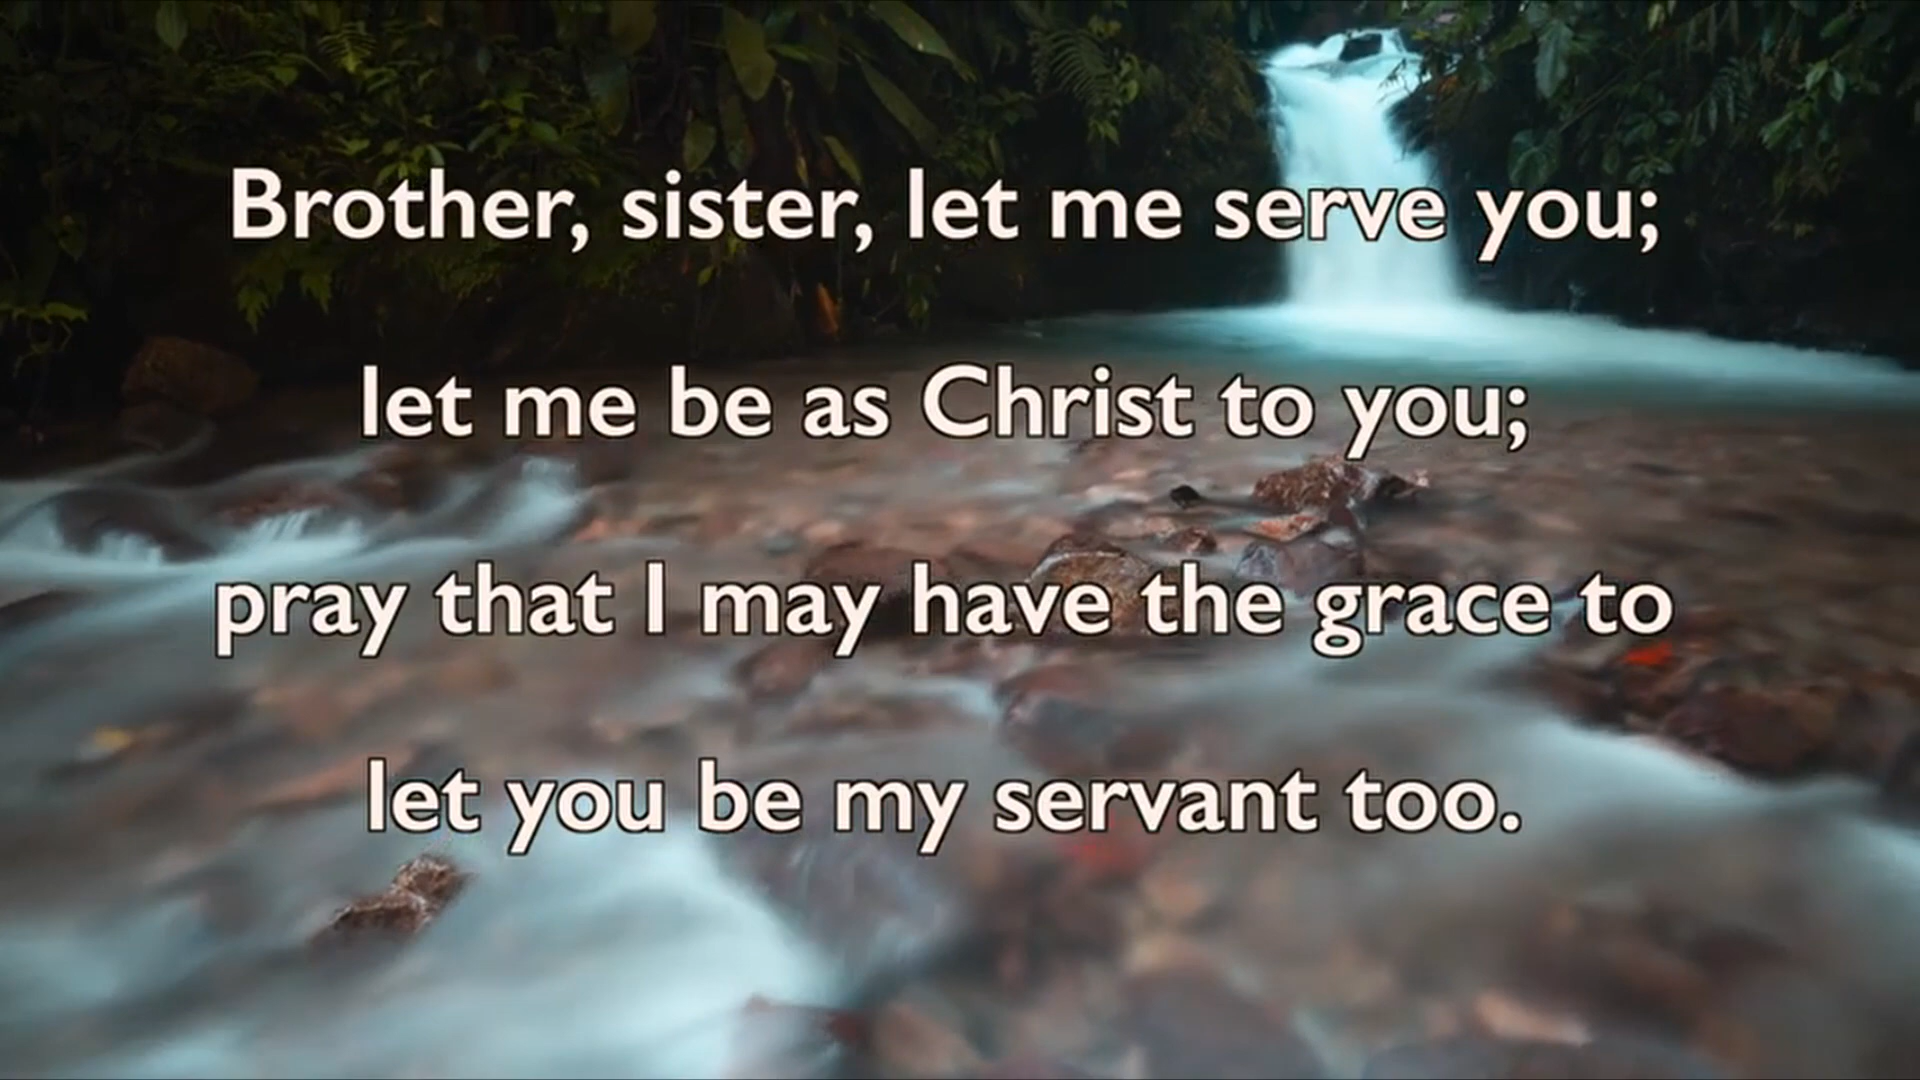 Brother, sister, let me serve you;
let me be as Christ to you;
pray that I may have the grace to
let you be my servant too.